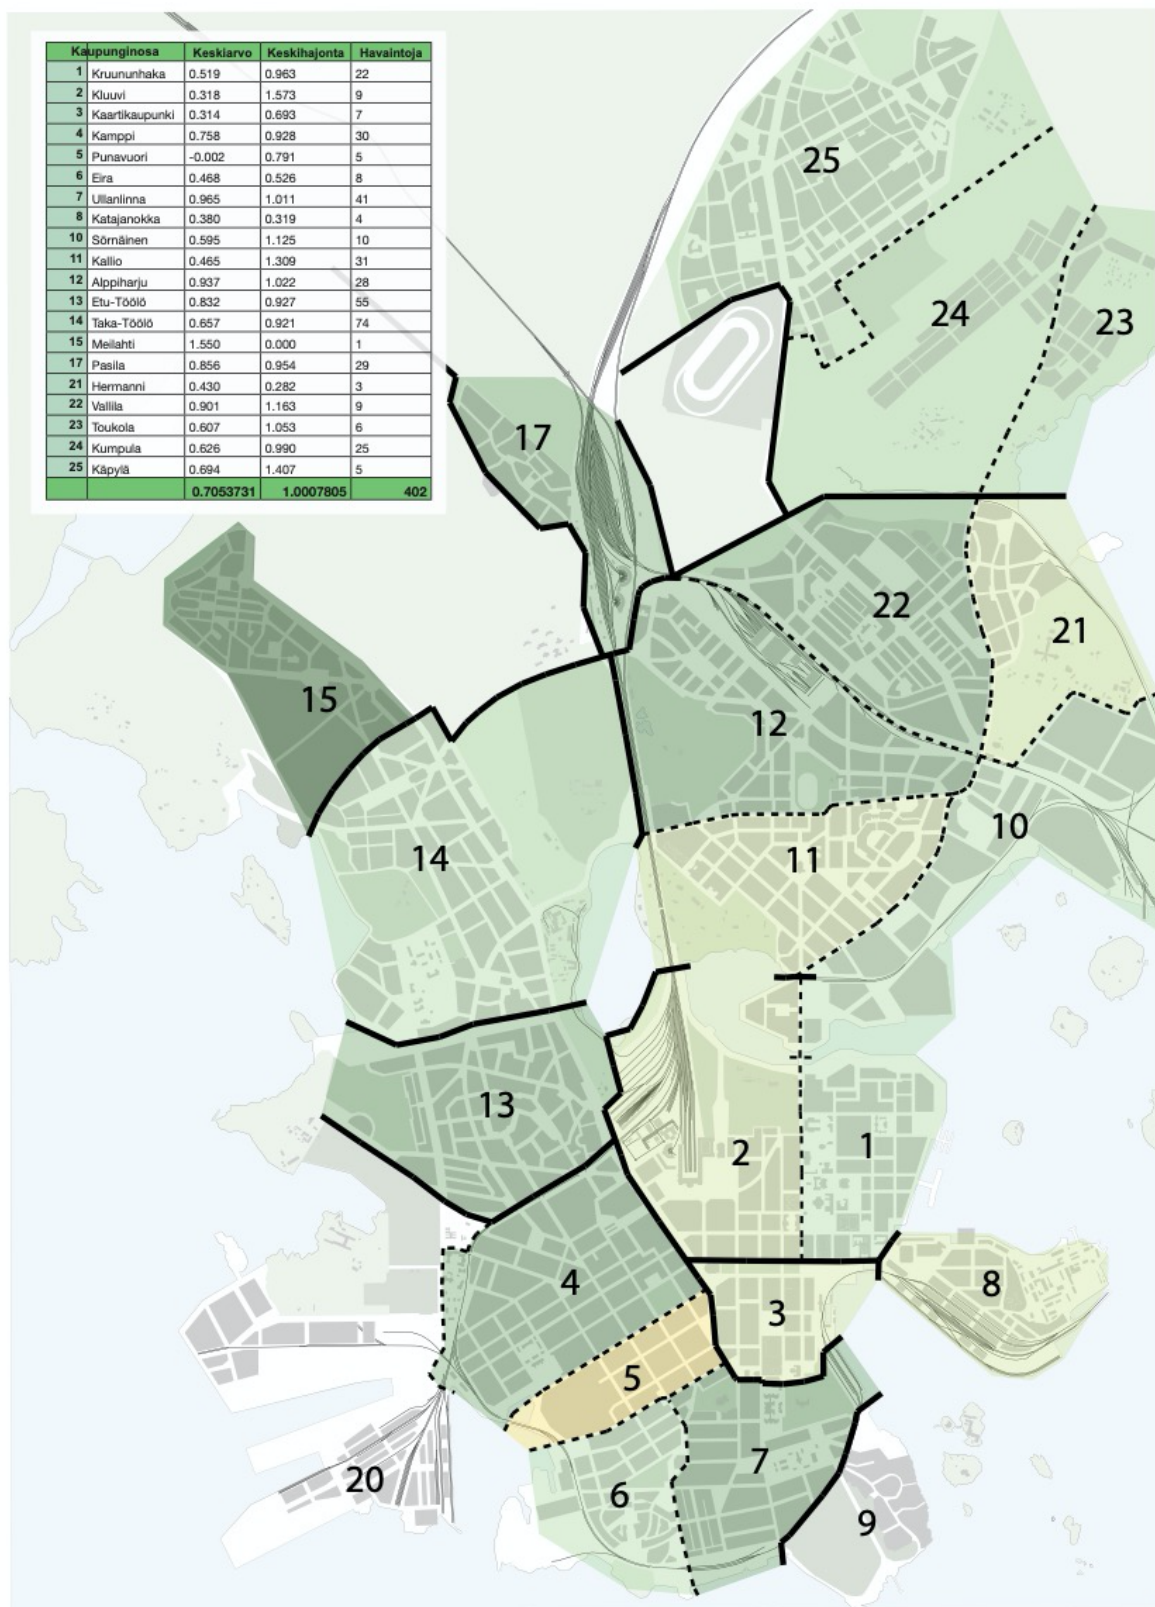 Kaupunginosa Keskiarvo Keskihajonta Havaintoja
1 Kruununhaka 0.519 0.963 22
2 Kluuvi 0.318 1.573 9
3 Kaartikaupunki 0.314 0.693 7
4 Kamppi 0.758 0.928 30
5 Punavuori -0.002 0.791 5
6 Eira 0.468 0.526 8
7 Ullanlinna 0.965 1.011 41
8 Katajanokka 0.380 0.319 4
10 Sörnäinen 0.595 1.125 10
11 Kallio 0.465 1.309 31
12 Alppiharju 0.937 1.022 28
13 Etu-Töölö 0.832 0.927 55
14 Taka-Töölö 0.657 0.921 74
15 Meilahti 1.550 0.000 1
17 Pasila 0.856 0.954 29
21 Hermanni 0.430 0.282 3
22 Vallila 0.901 1.163 9
23 Toukola 0.607 1.053 6
24 Kumpula 0.626 0.990 25
25 Käpylä 0.694 1.407 5
0.7053731 1.0007805 402
25
24
23
17
22
21
15
12
10
11
14
13
2
1
4
8
3
5
7
20
6
9